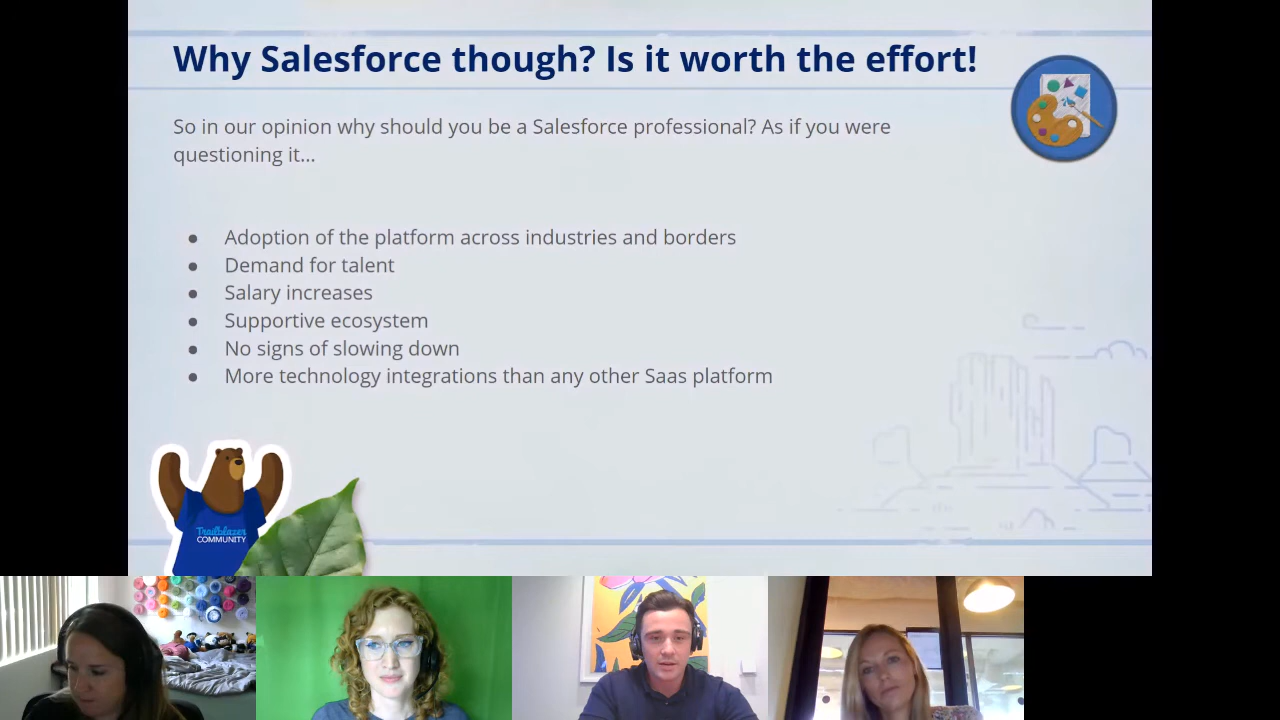 Why Salesforce though? Is it worth the effort!
So in our opinion why should you be a Salesforce professional? As if you were
questioning it...
● Adoption of the platform across industries and borders
● Demand for talent
● Salary increases
● Supportive ecosystem
● No signs of slowing down
● More technology integrations than any other Saas platform
Trailblazer
COMMUNITY